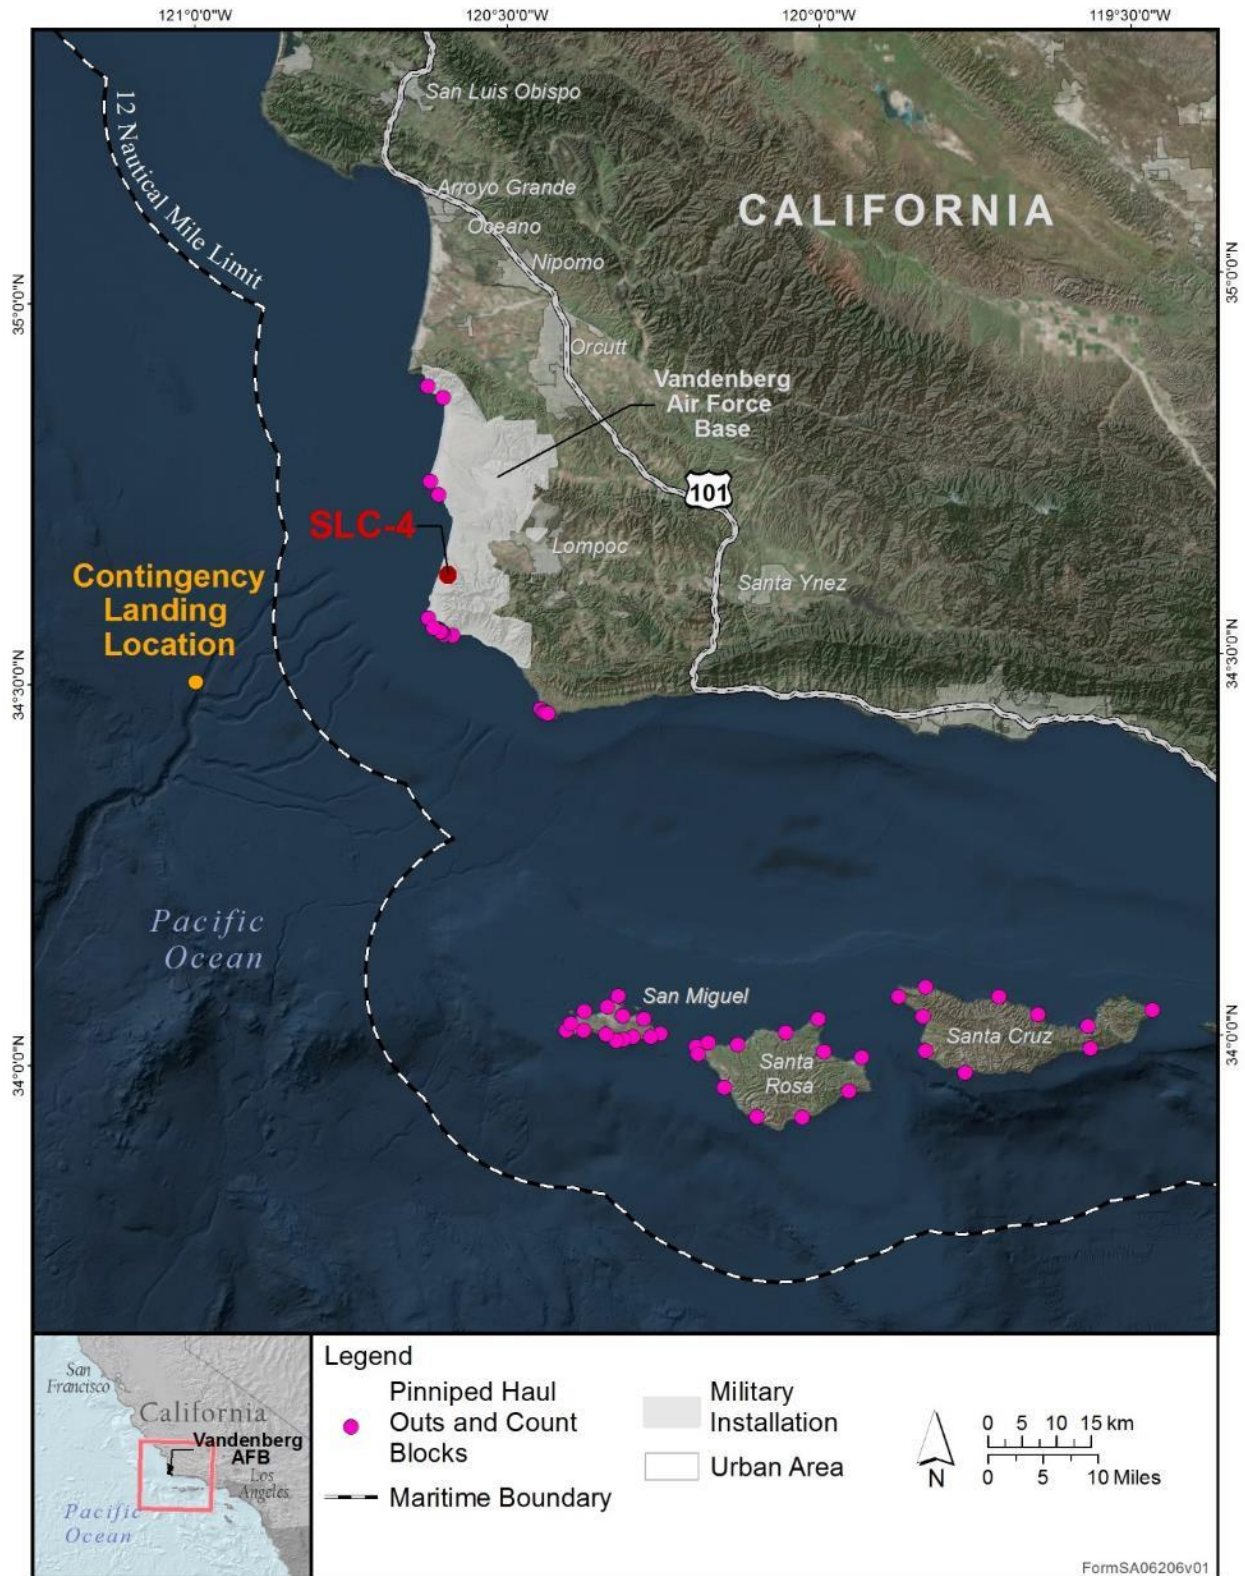 121°0'0"W
120°30'0"W
120°0'0"W
119°30'0"W
35°0'0"N
34°30'0"N
34°0'0"N
35°0'0"N
34°30'0"N
34°0'0"N
12 Nautical Mile Limit
San Luis Obispo
Arroyo Grande
Oceano
Nipomo
CALIFORNIA
Orcutt
Vandenberg
Air Force
Base
101
SLC-4
Lompoc
Santa Ynez
Contingency
Landing
Location
Pacific
Ocean
San Miguel
Santa
Rosa
Santa Cruz
San
Francisco
California
Vandenberg
AFB
Los
Angeles
Pacific
Ocean
Legend
Pinniped Haul
Outs and Count
Blocks
Maritime Boundary
Military
Installation
Urban Area
N
0 5 10 15 km
0 5 10 Miles
FormSA06206v01